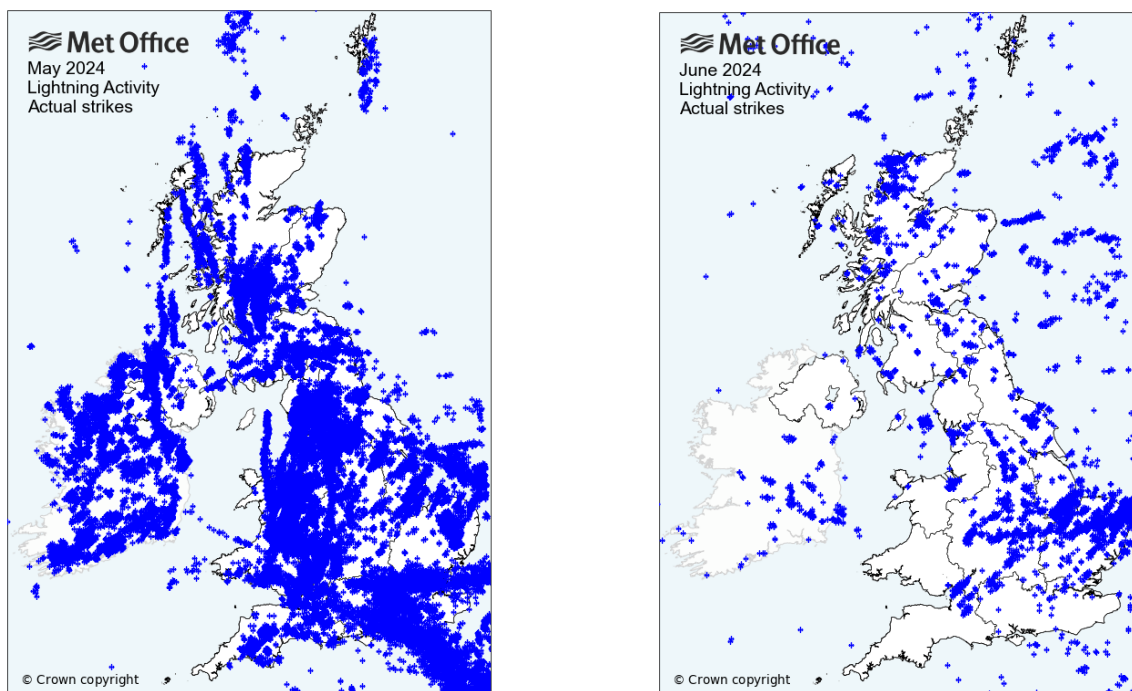 Met Office
May 2024
Lightning Activity
Actual strikes
© Crown copyright
Met Office
June 2024
Lightning Activity
Actual strikes
© Crown copyright